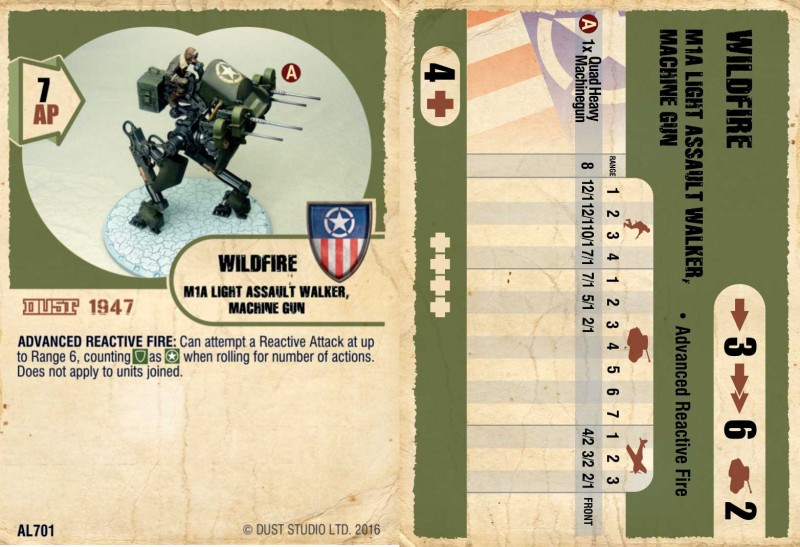 7
AP
A
WILDFIRE
M1A LIGHT ASSAULT WALKER,
MACHINE GUN
DUST 1947
ADVANCED REACTIVE FIRE: Can attempt a Reactive Attack at up
to Range 6, counting as when rolling for number of actions.
Does not apply to units joined.
AL701
© DUST STUDIO LTD. 2016
WILDFIRE
M1A LIGHT ASSAULT WALKER,
MACHINE GUN
• Advanced Reactive Fire
3 6 2
4
RANGE 1 2 3 4 1 2 3 4 5 6 7 1 2 3
A 1x Quad Heavy
Machinegun
8 12/1 12/1 10/1 7/1 7/1 5/1 2/1 4/2 3/2 2/1 FRONT